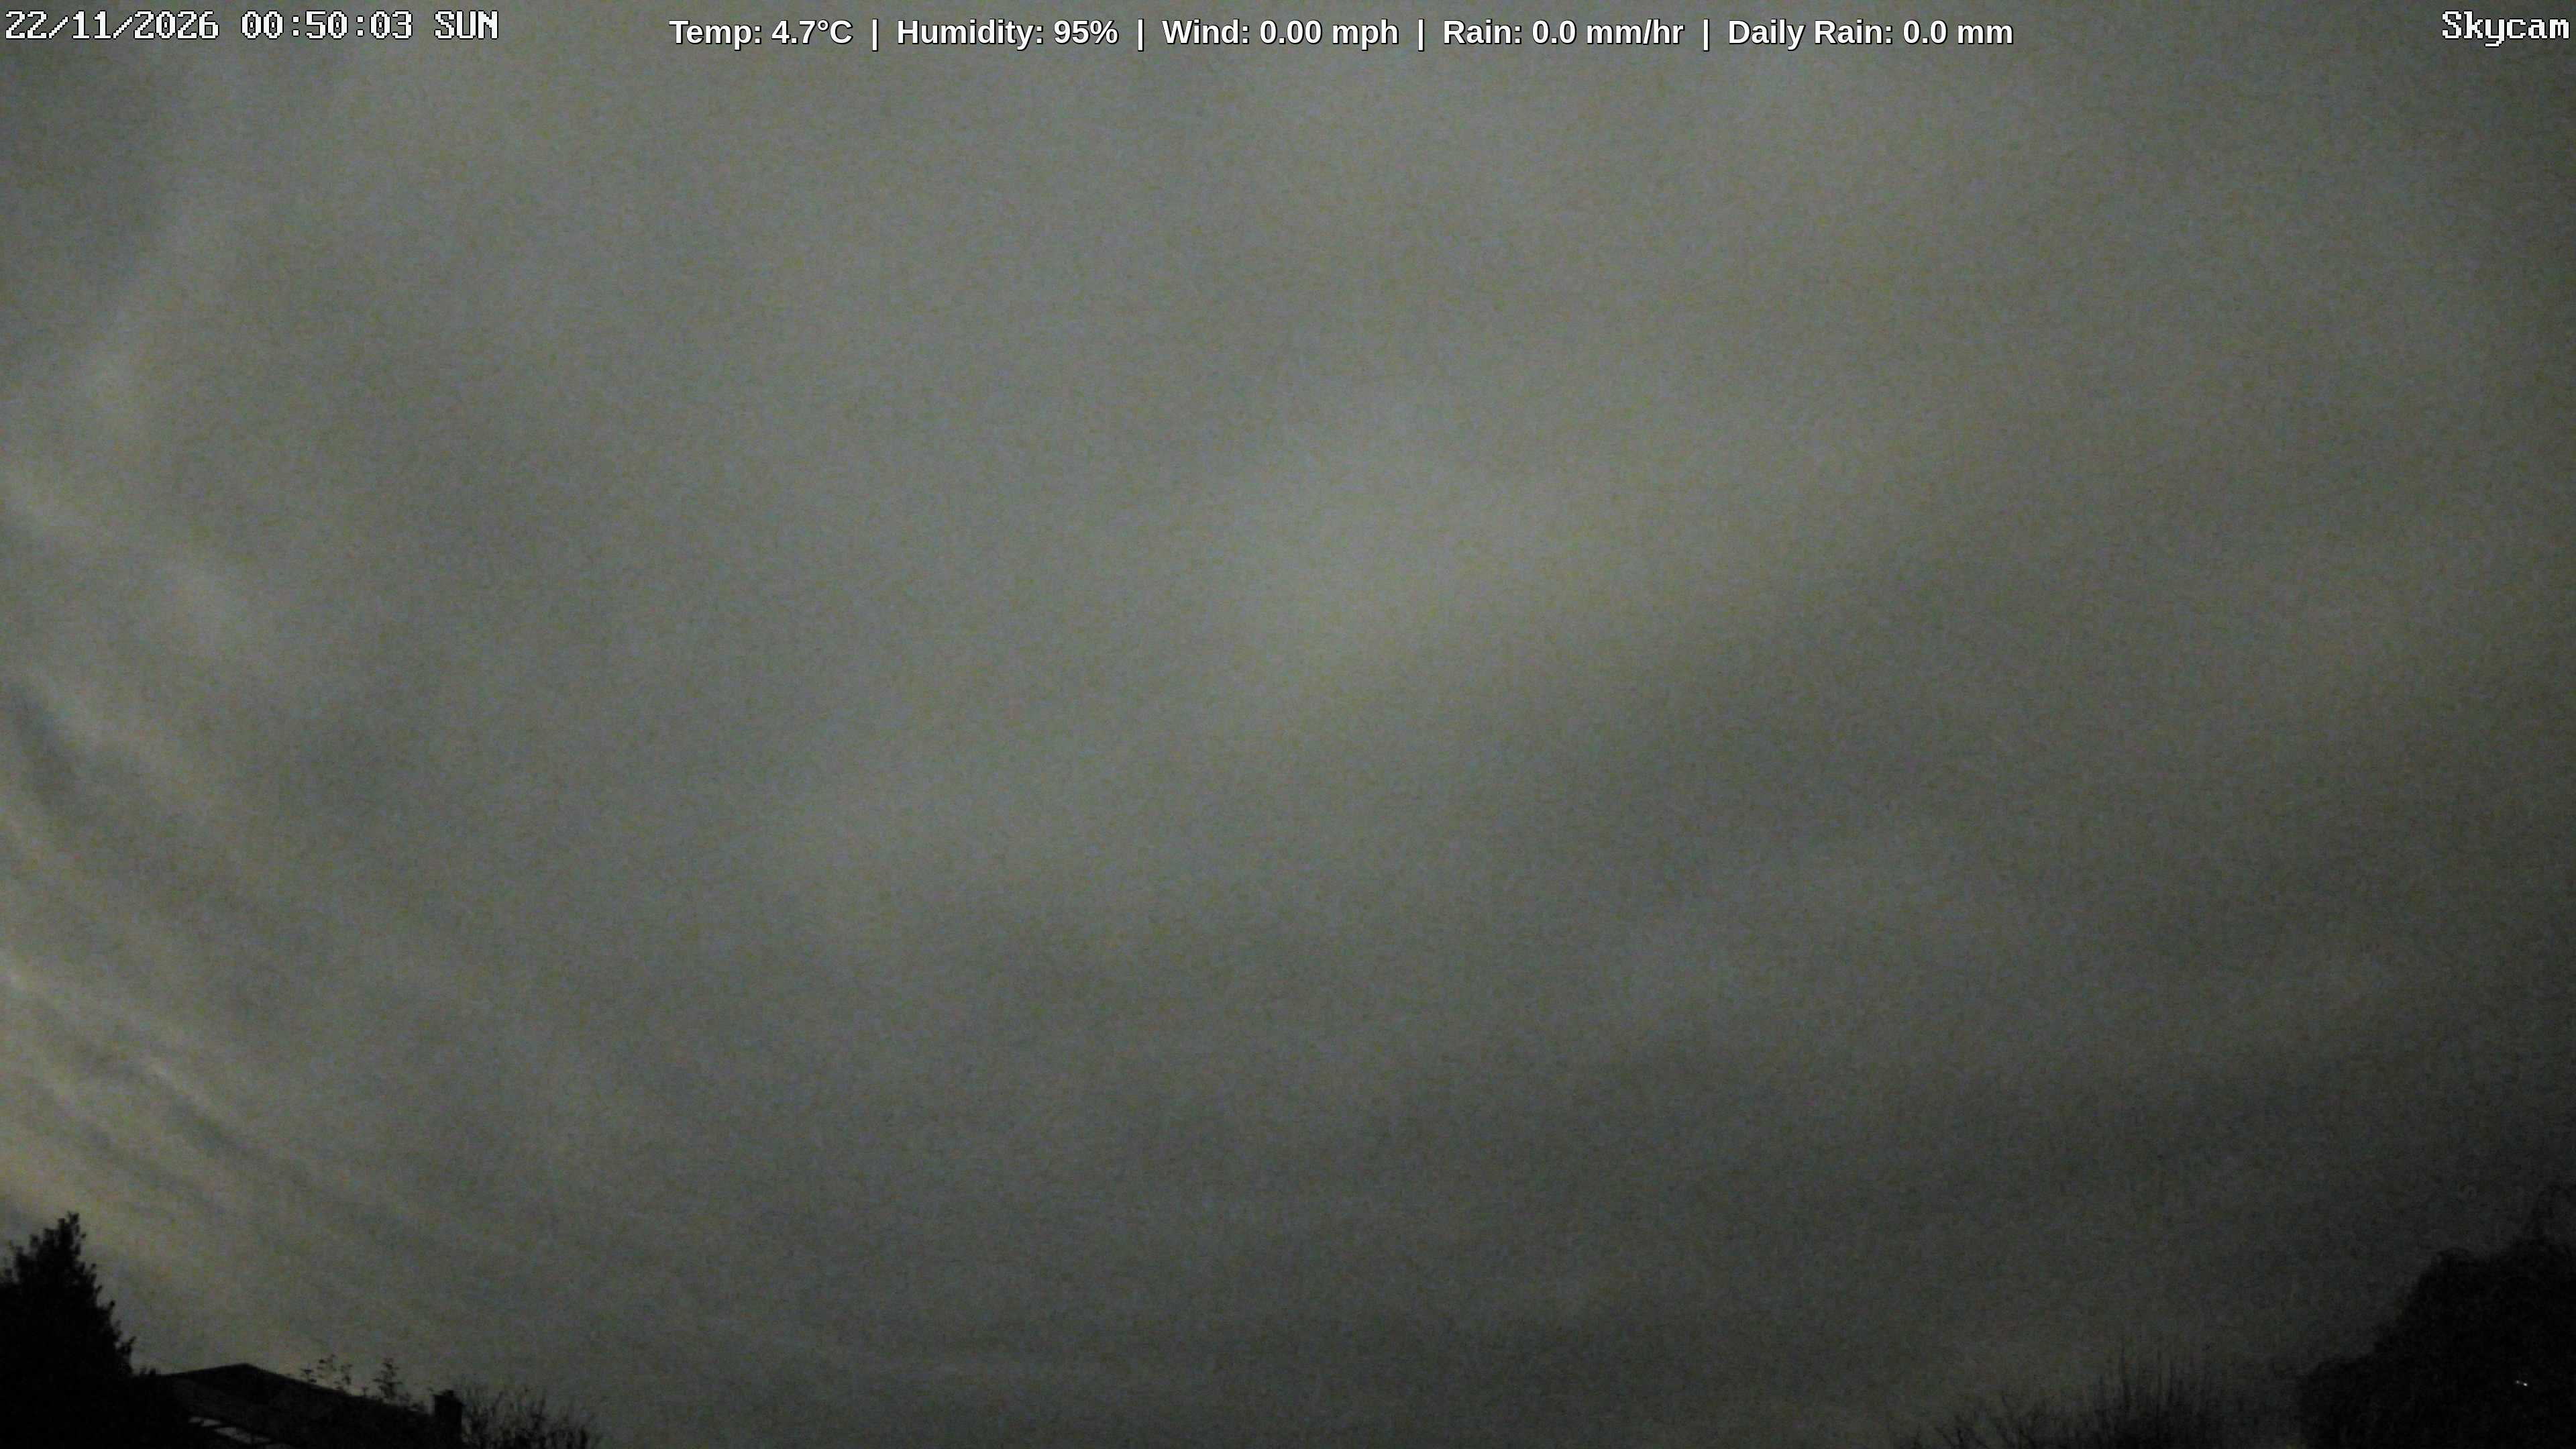 22/11/2026 00:50:03 SUN
Temp: 4.7°C | Humidity: 95% | Wind: 0.00 mph | Rain: 0.0 mm/hr | Daily Rain: 0.0 mm
Skycam